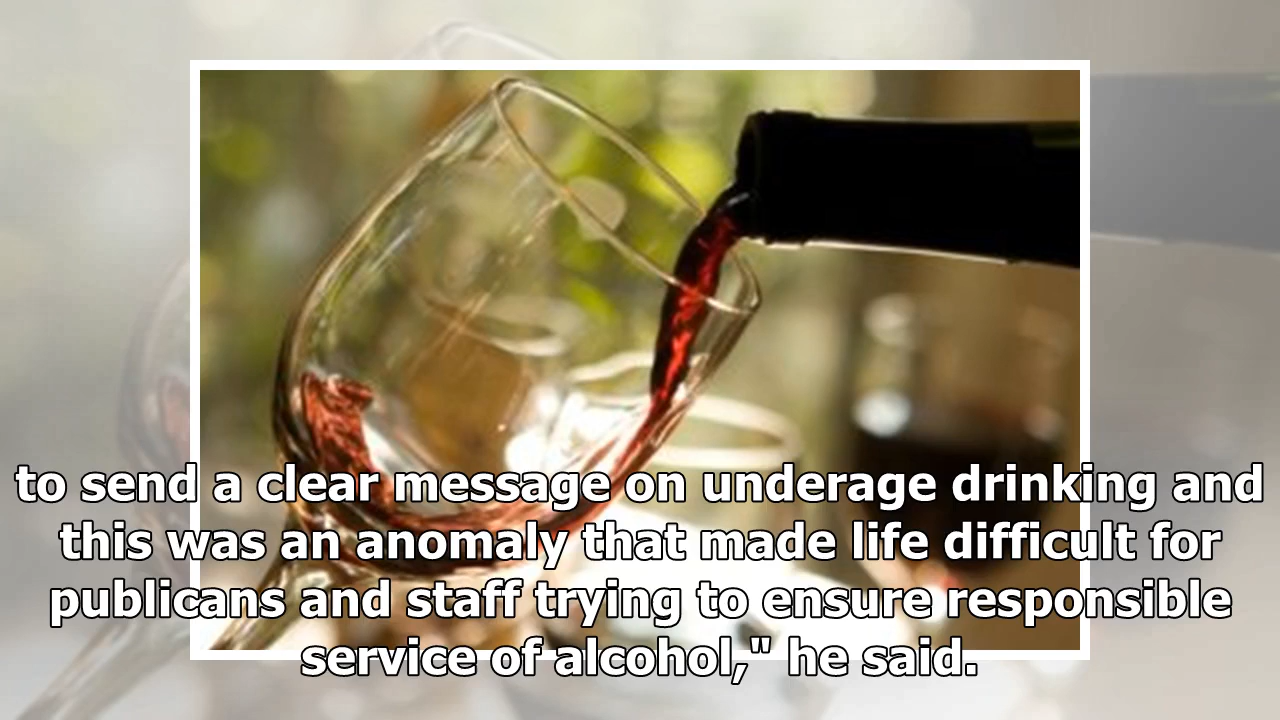 to send a clear message on underage drinking and
this was an anomaly that made life difficult for
publicans and staff trying to ensure responsible
service of alcohol," he said.